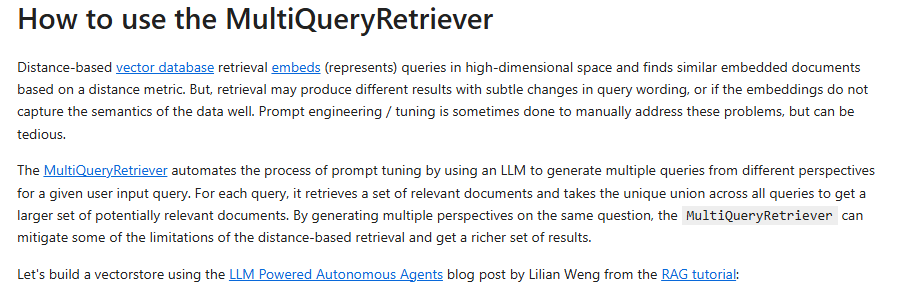 How to use the MultiQueryRetriever
Distance-based vector database retrieval embeds (represents) queries in high-dimensional space and finds similar embedded documents
based on a distance metric. But, retrieval may produce different results with subtle changes in query wording, or if the embeddings do not
capture the semantics of the data well. Prompt engineering / tuning is sometimes done to manually address these problems, but can be
tedious.
The MultiQueryRetriever automates the process of prompt tuning by using an LLM to generate multiple queries from different perspectives
for a given user input query. For each query, it retrieves a set of relevant documents and takes the unique union across all queries to get a
larger set of potentially relevant documents. By generating multiple perspectives on the same question, the MultiQueryRetriever can
mitigate some of the limitations of the distance-based retrieval and get a richer set of results.
Let's build a vectorstore using the LLM Powered Autonomous Agents blog post by Lilian Weng from the RAG tutorial: